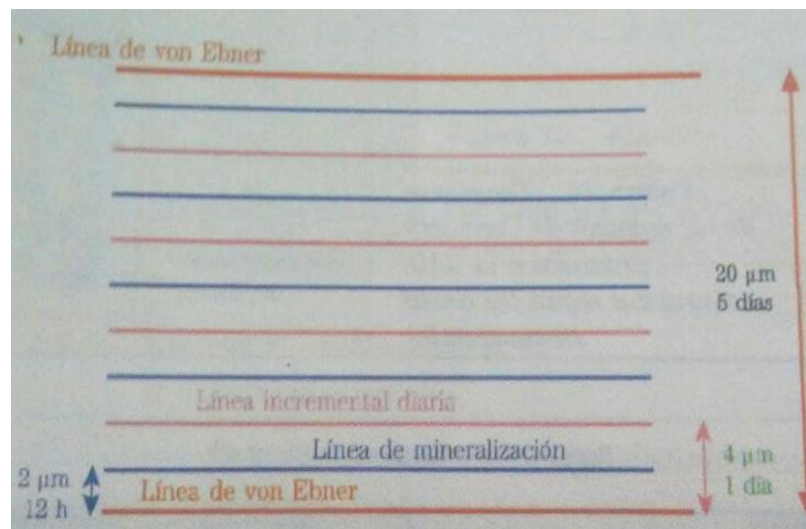 Línea de von Ebner
20 µm
5 días
Línea incremental diaria
Línea de mineralización
4 µm
1 día
2 µm
12 h
Línea de von Ebner